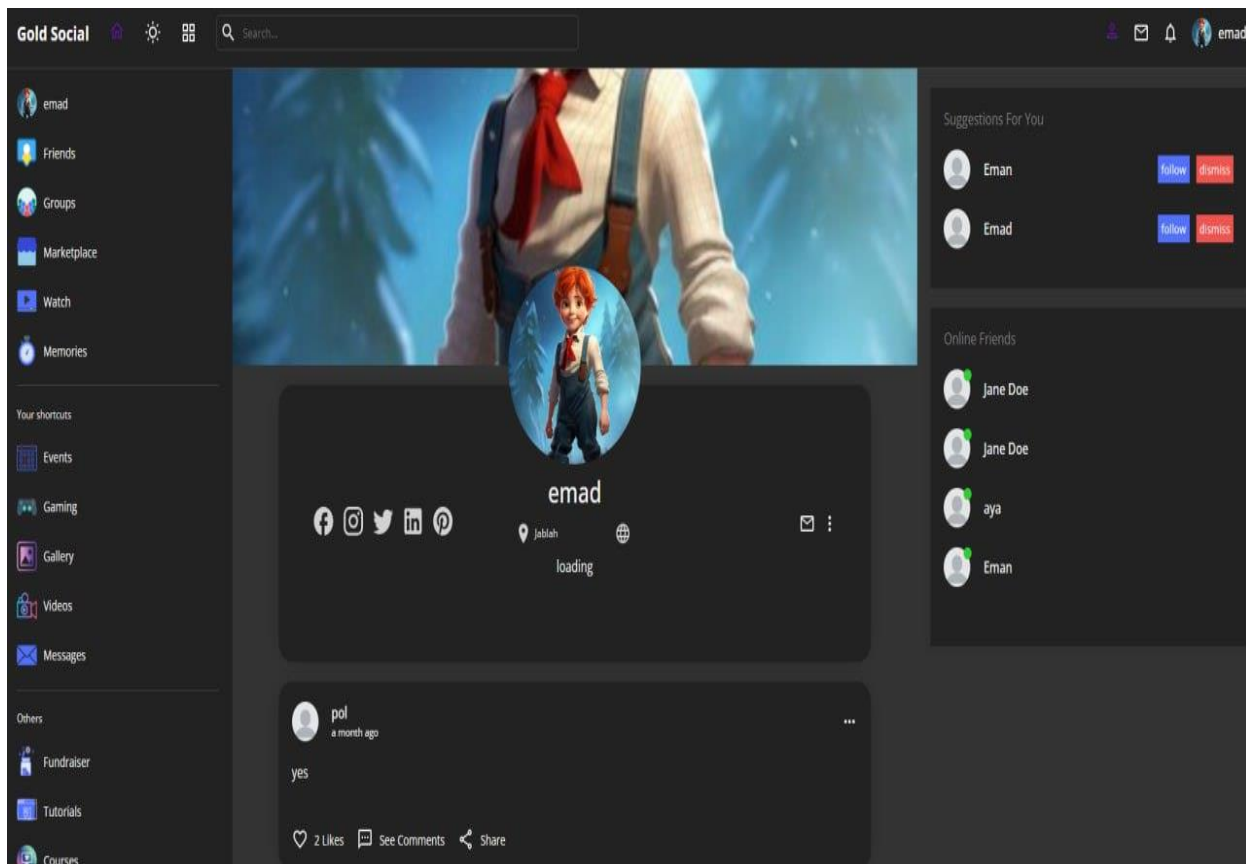 Gold Social
Search...
emad
emad
Friends
Groups
Marketplace
Watch
Memories
Your shortcuts
Events
Gaming
Gallery
Videos
Messages
Others
Fundraiser
Tutorials
Courses
emad
Jablah
loading
pol
a month ago
yes
2 Likes See Comments Share
Suggestions For You
Eman follow dismiss
Emad follow dismiss
Online Friends
Jane Doe
Jane Doe
aya
Eman